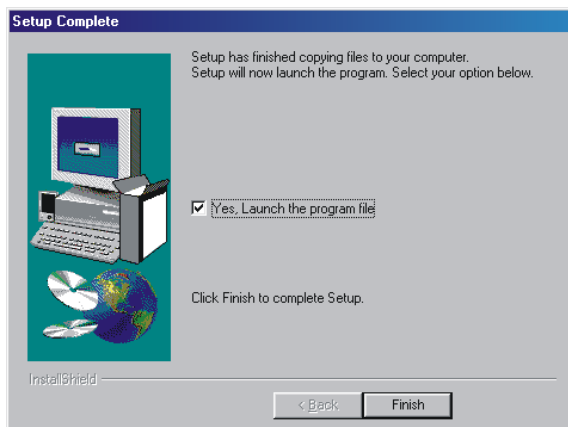 Setup Complete
Setup has finished copying files to your computer.
Setup will now launch the program. Select your option below.
Yes, Launch the program file
Click Finish to complete Setup.
InstallShield
< Back
Finish